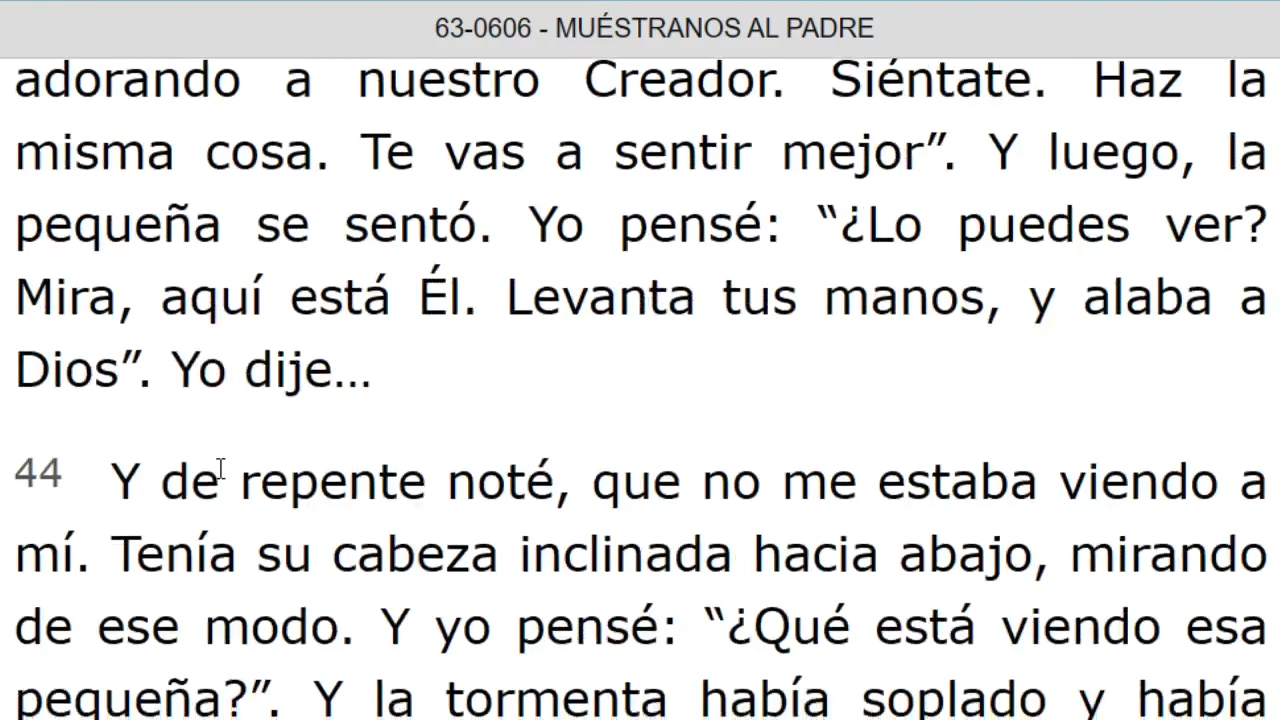 63-0606 - MUÉSTRANOS AL PADRE
adorando a nuestro Creador. Siéntate. Haz la
misma cosa. Te vas a sentir mejor”. Y luego, la
pequeña se sentó. Yo pensé: “¿Lo puedes ver?
Mira, aquí está Él. Levanta tus manos, y alaba a
Dios”. Yo dije...
44 Y de repente noté, que no me estaba viendo a
mí. Tenía su cabeza inclinada hacia abajo, mirando
de ese modo. Y yo pensé: “¿Qué está viendo esa
pequeña?”. Y la tormenta había soplado y había